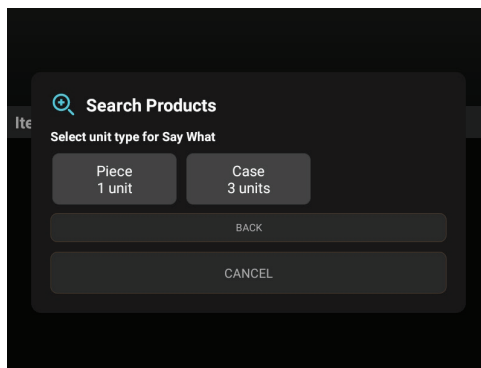 Search Products
Ite
Select unit type for Say What
Piece
1 unit
Case
3 units
BACK
CANCEL